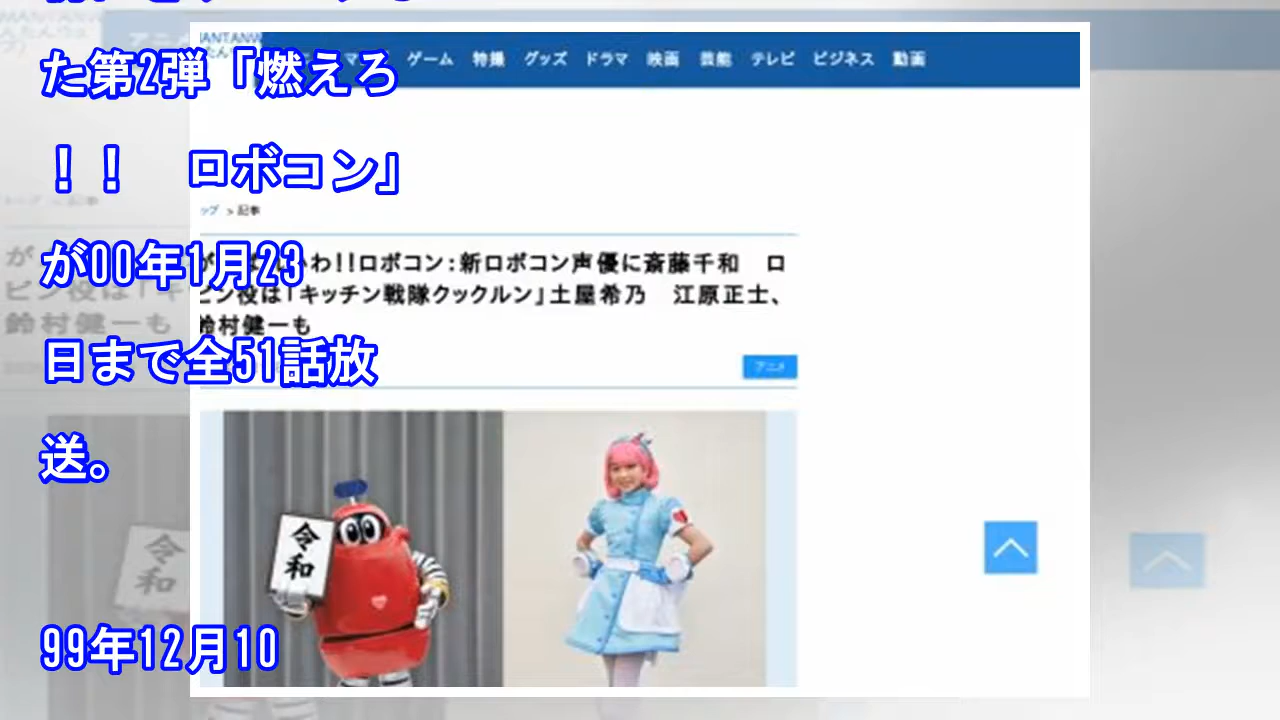 た第2弾「燃えろ
！！　ロボコン」
が00年1月23
日まで全51話放
送。
99年12月10
ゲーム 特撮 グッズ ドラマ 映画 芸能 テレビ ビジネス 動画
ップ > 記事
わ!!ロボコン：新ロボコン声優に斎藤千和　ロ
ビン役は「キッチン戦隊クックルン」土屋希乃　江原正士、
鈴村健一も
アニメ
令和